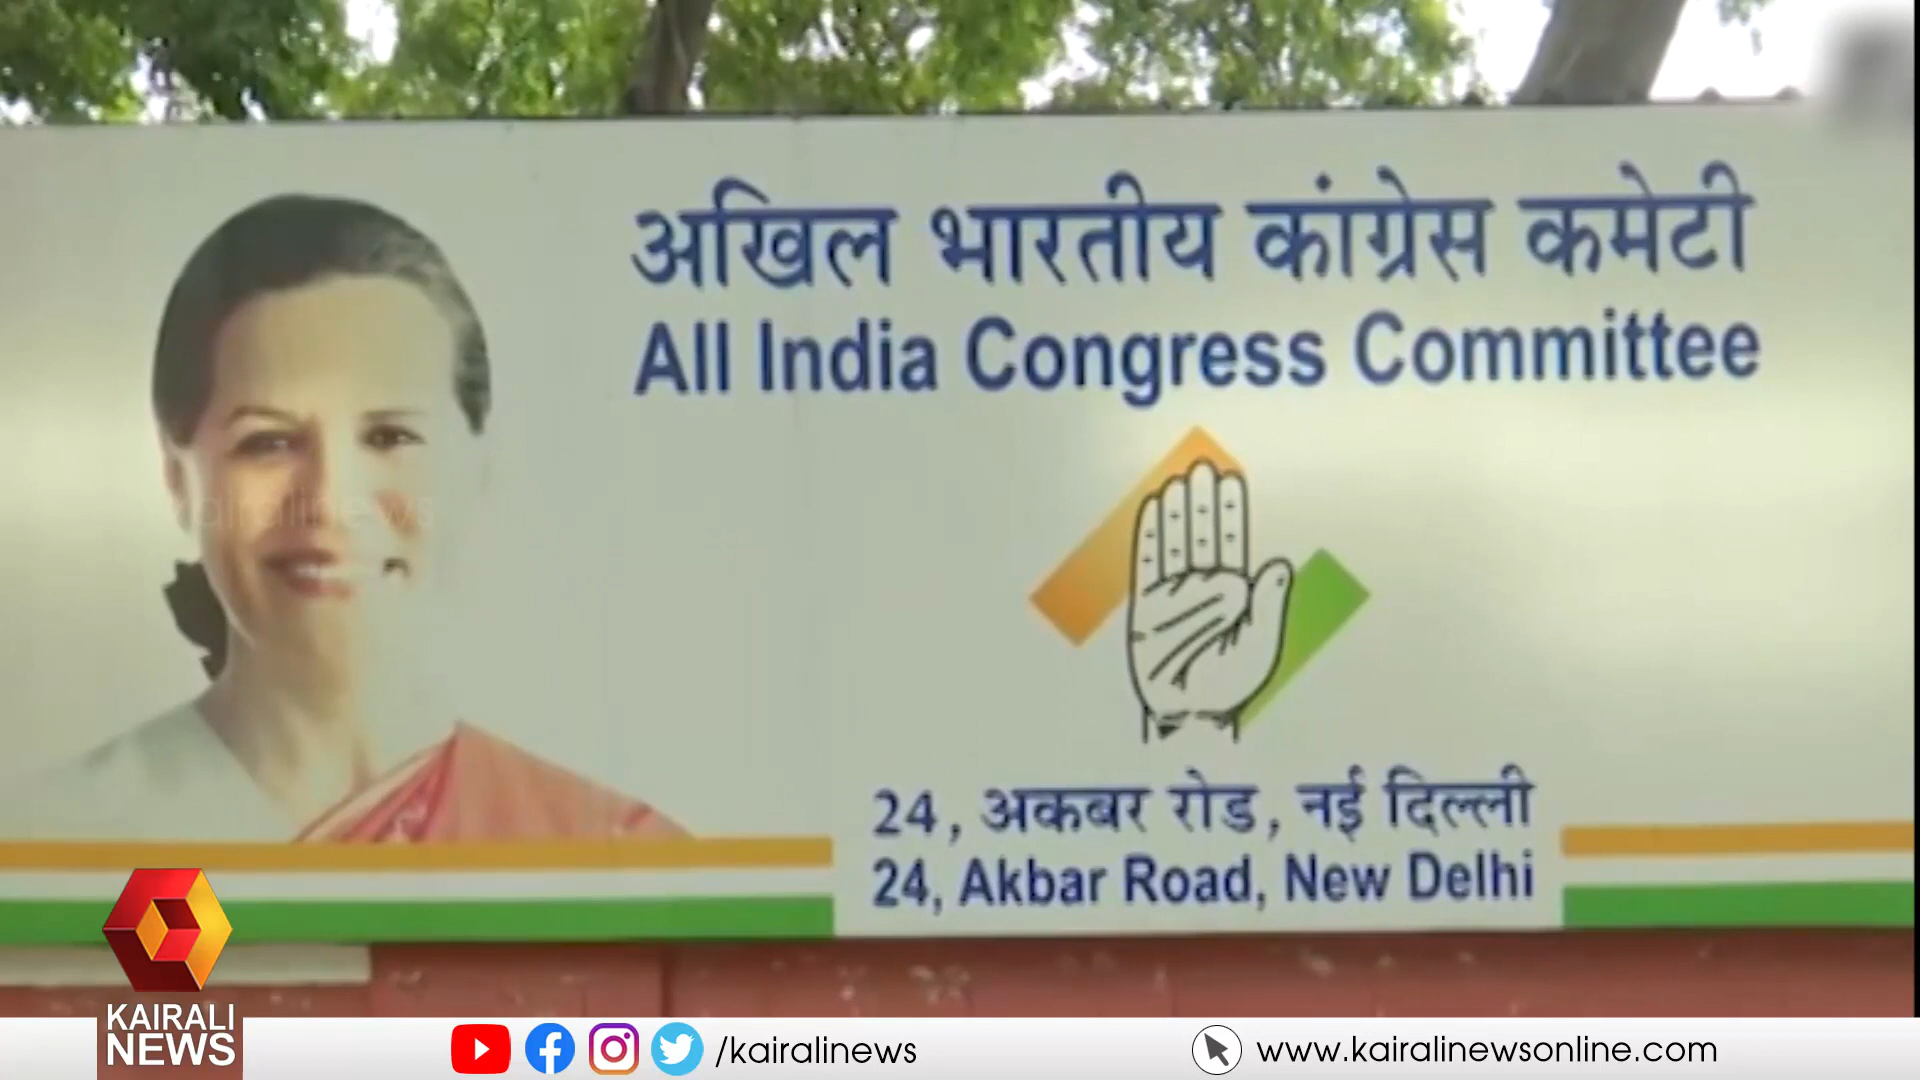 अखिल भारतीय कांग्रेस कमेटी
All India Congress Committee
kairalinews
24, अकबर रोड, नई दिल्ली
24, Akbar Road, New Delhi
KAIRALI
NEWS
/kairalinews
www.kairalinewsonline.com